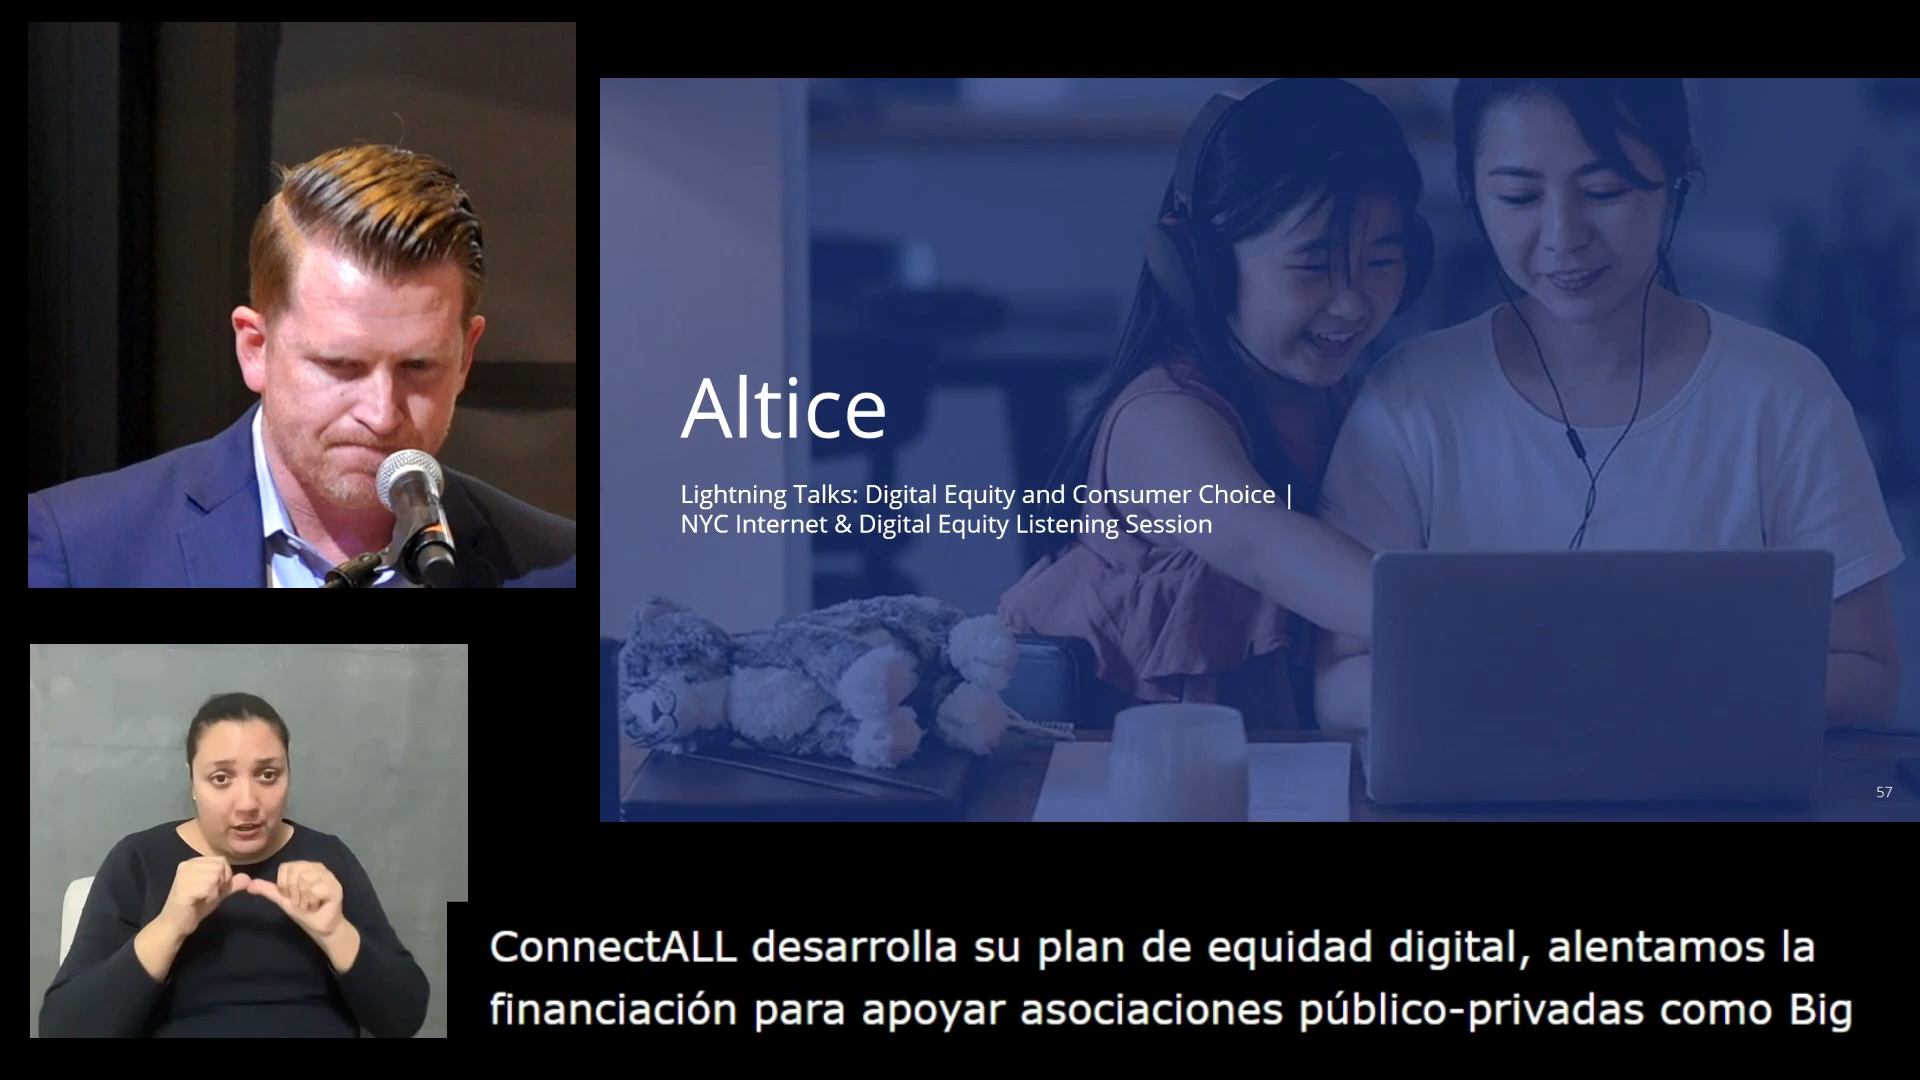 Altice
Lightning Talks: Digital Equity and Consumer Choice |
NYC Internet & Digital Equity Listening Session
57
ConnectALL desarrolla su plan de equidad digital, alentamos la
financiación para apoyar asociaciones público-privadas como Big